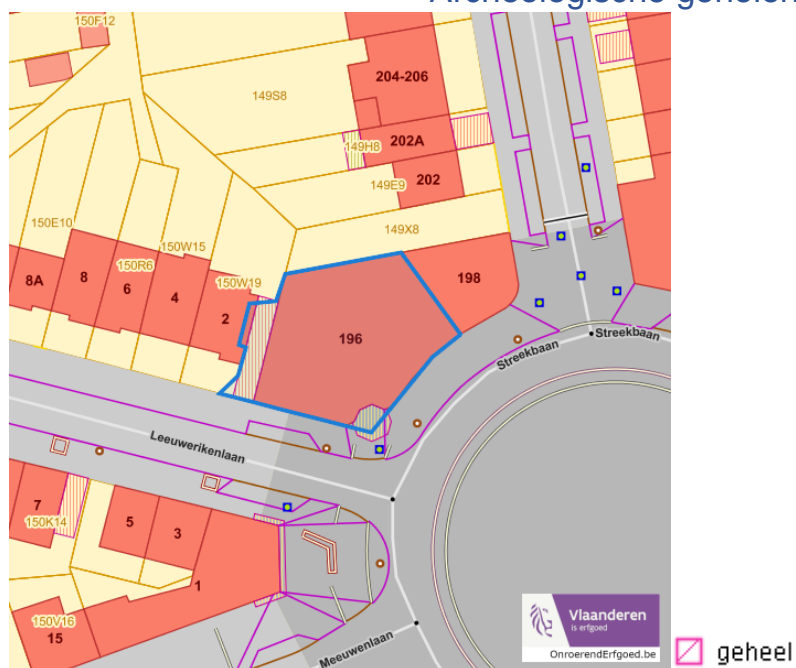 Archeologische gehelen
150F12
204-206
149S8
202A
149H8
202
149E9
150E10
149X8
150W15
150R6
150W19
8A
8
6
4
2
198
196
Streekbaan
Streekbaan
Leeuwerikenlaan
7
5
3
150K14
1
150V16
15
Meeuwenlaan
Vlaanderen
is erfgoed
OnroerendErfgoed.be
geheel